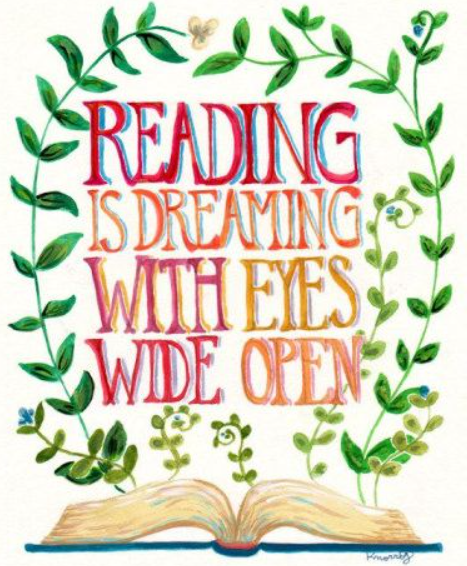 READING
IS DREAMING
WITH EYES
WIDE OPEN